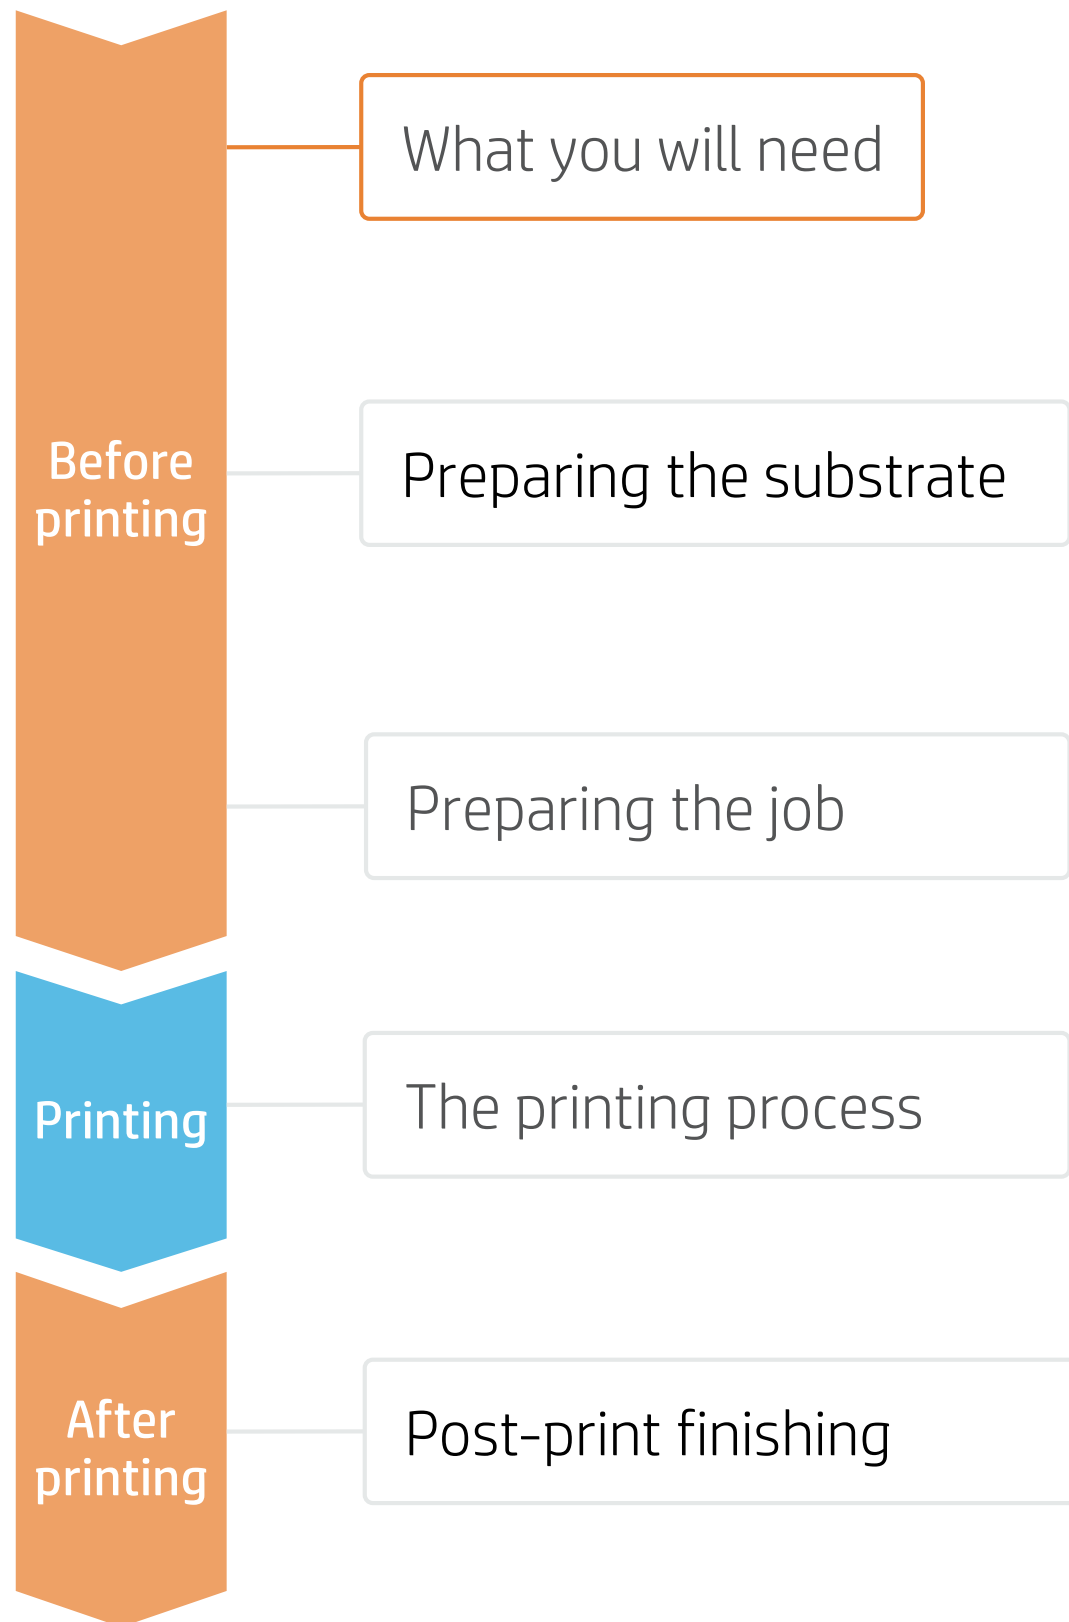 What you will need
Before
printing
Preparing the substrate
Preparing the job
Printing
The printing process
After
printing
Post-print finishing